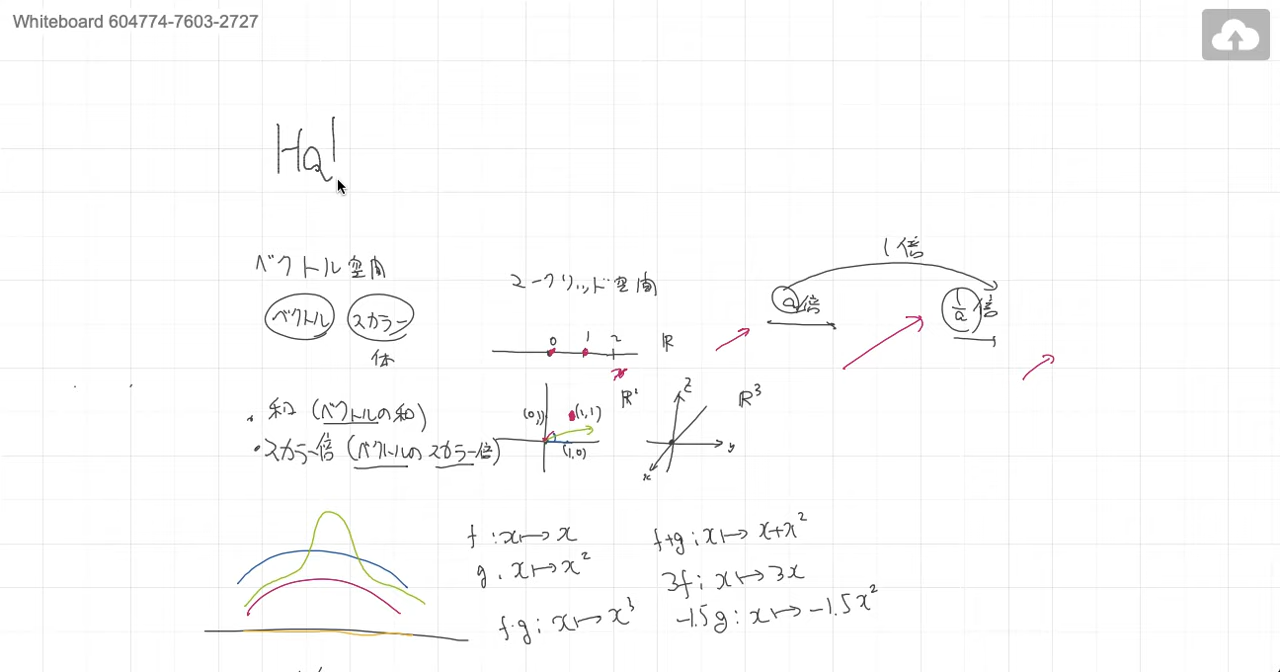 Whiteboard 604774-7603-2727
Ha!
ベクトル空間
ベクトル スカラー
体
・和 (ベクトルの和)
・スカラー倍 (ベクトルのスカラー倍)
ユークリッド空間
0 1 2 ℝ
(0,1) (1,1)
(1,0)
z ℝ³
y
x
1倍
a倍 1/a倍
f : x ↦ x
g : x ↦ x²
f·g : x ↦ x³
f+g : x ↦ x+x²
3f : x ↦ 3x
-1.5g : x ↦ -1.5x²